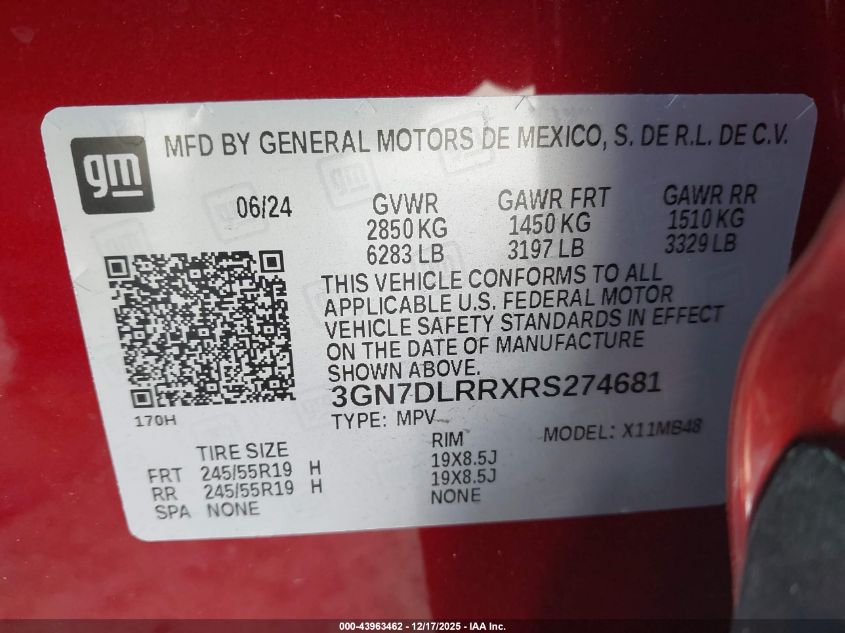 gm
MFD BY GENERAL MOTORS DE MEXICO, S. DE R.L. DE C.V.
06/24 GVWR GAWR FRT GAWR RR
2850 KG 1450 KG 1510 KG
6283 LB 3197 LB 3329 LB
THIS VEHICLE CONFORMS TO ALL
APPLICABLE U.S. FEDERAL MOTOR
VEHICLE SAFETY STANDARDS IN EFFECT
ON THE DATE OF MANUFACTURE
SHOWN ABOVE.
3GN7DLRRXRS274681
170H
TYPE: MPV MODEL: X11MB48
TIRE SIZE RIM
FRT 245/55R19 H 19X8.5J
RR 245/55R19 H 19X8.5J
SPA NONE NONE
000-43963462 - 12/17/2025 - IAA Inc.